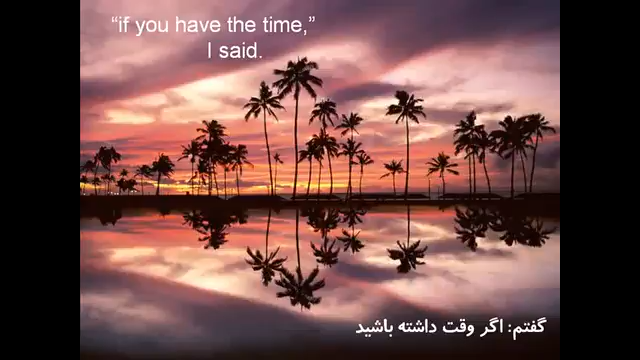 “if you have the time,”
I said.
گفتم: اگر وقت داشته باشید